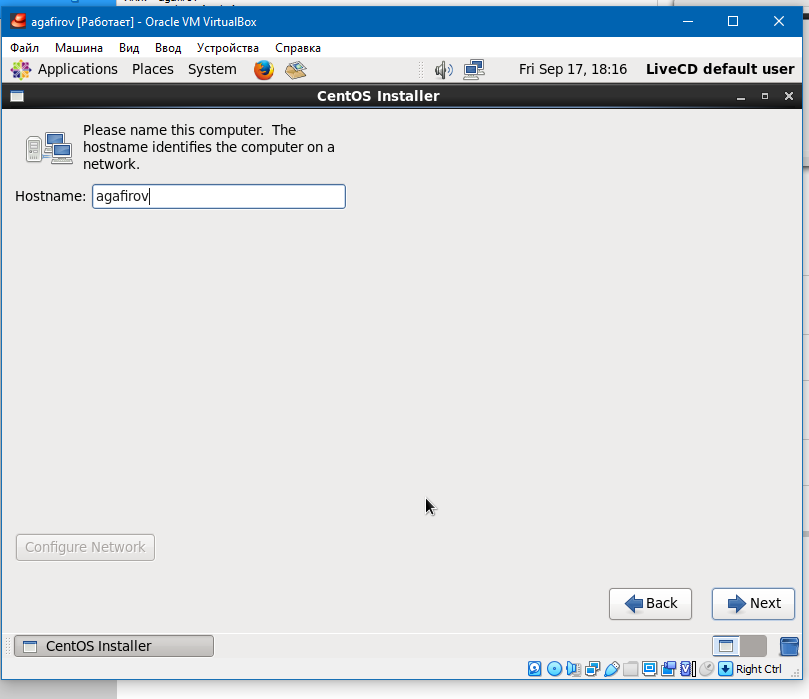 agafirov [Работает] - Oracle VM VirtualBox
Файл Машина Вид Ввод Устройства Справка
Applications Places System Fri Sep 17, 18:16 LiveCD default user
CentOS Installer
Please name this computer. The
hostname identifies the computer on a
network.
Hostname: agafirov
Configure Network
Back Next
CentOS Installer
Right Ctrl